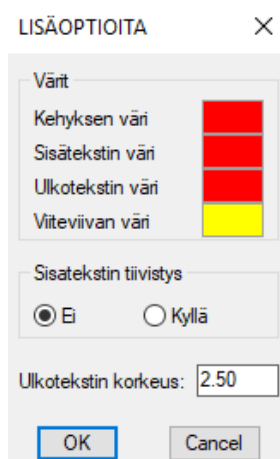 LISÄOPTIOITA
Värit
Kehyksen väri
Sisätekstin väri
Ulkotekstin väri
Viiteviivan väri
Sisatekstin tiivistys
Ei Kyllä
Ulkotekstin korkeus: 2.50
OK Cancel